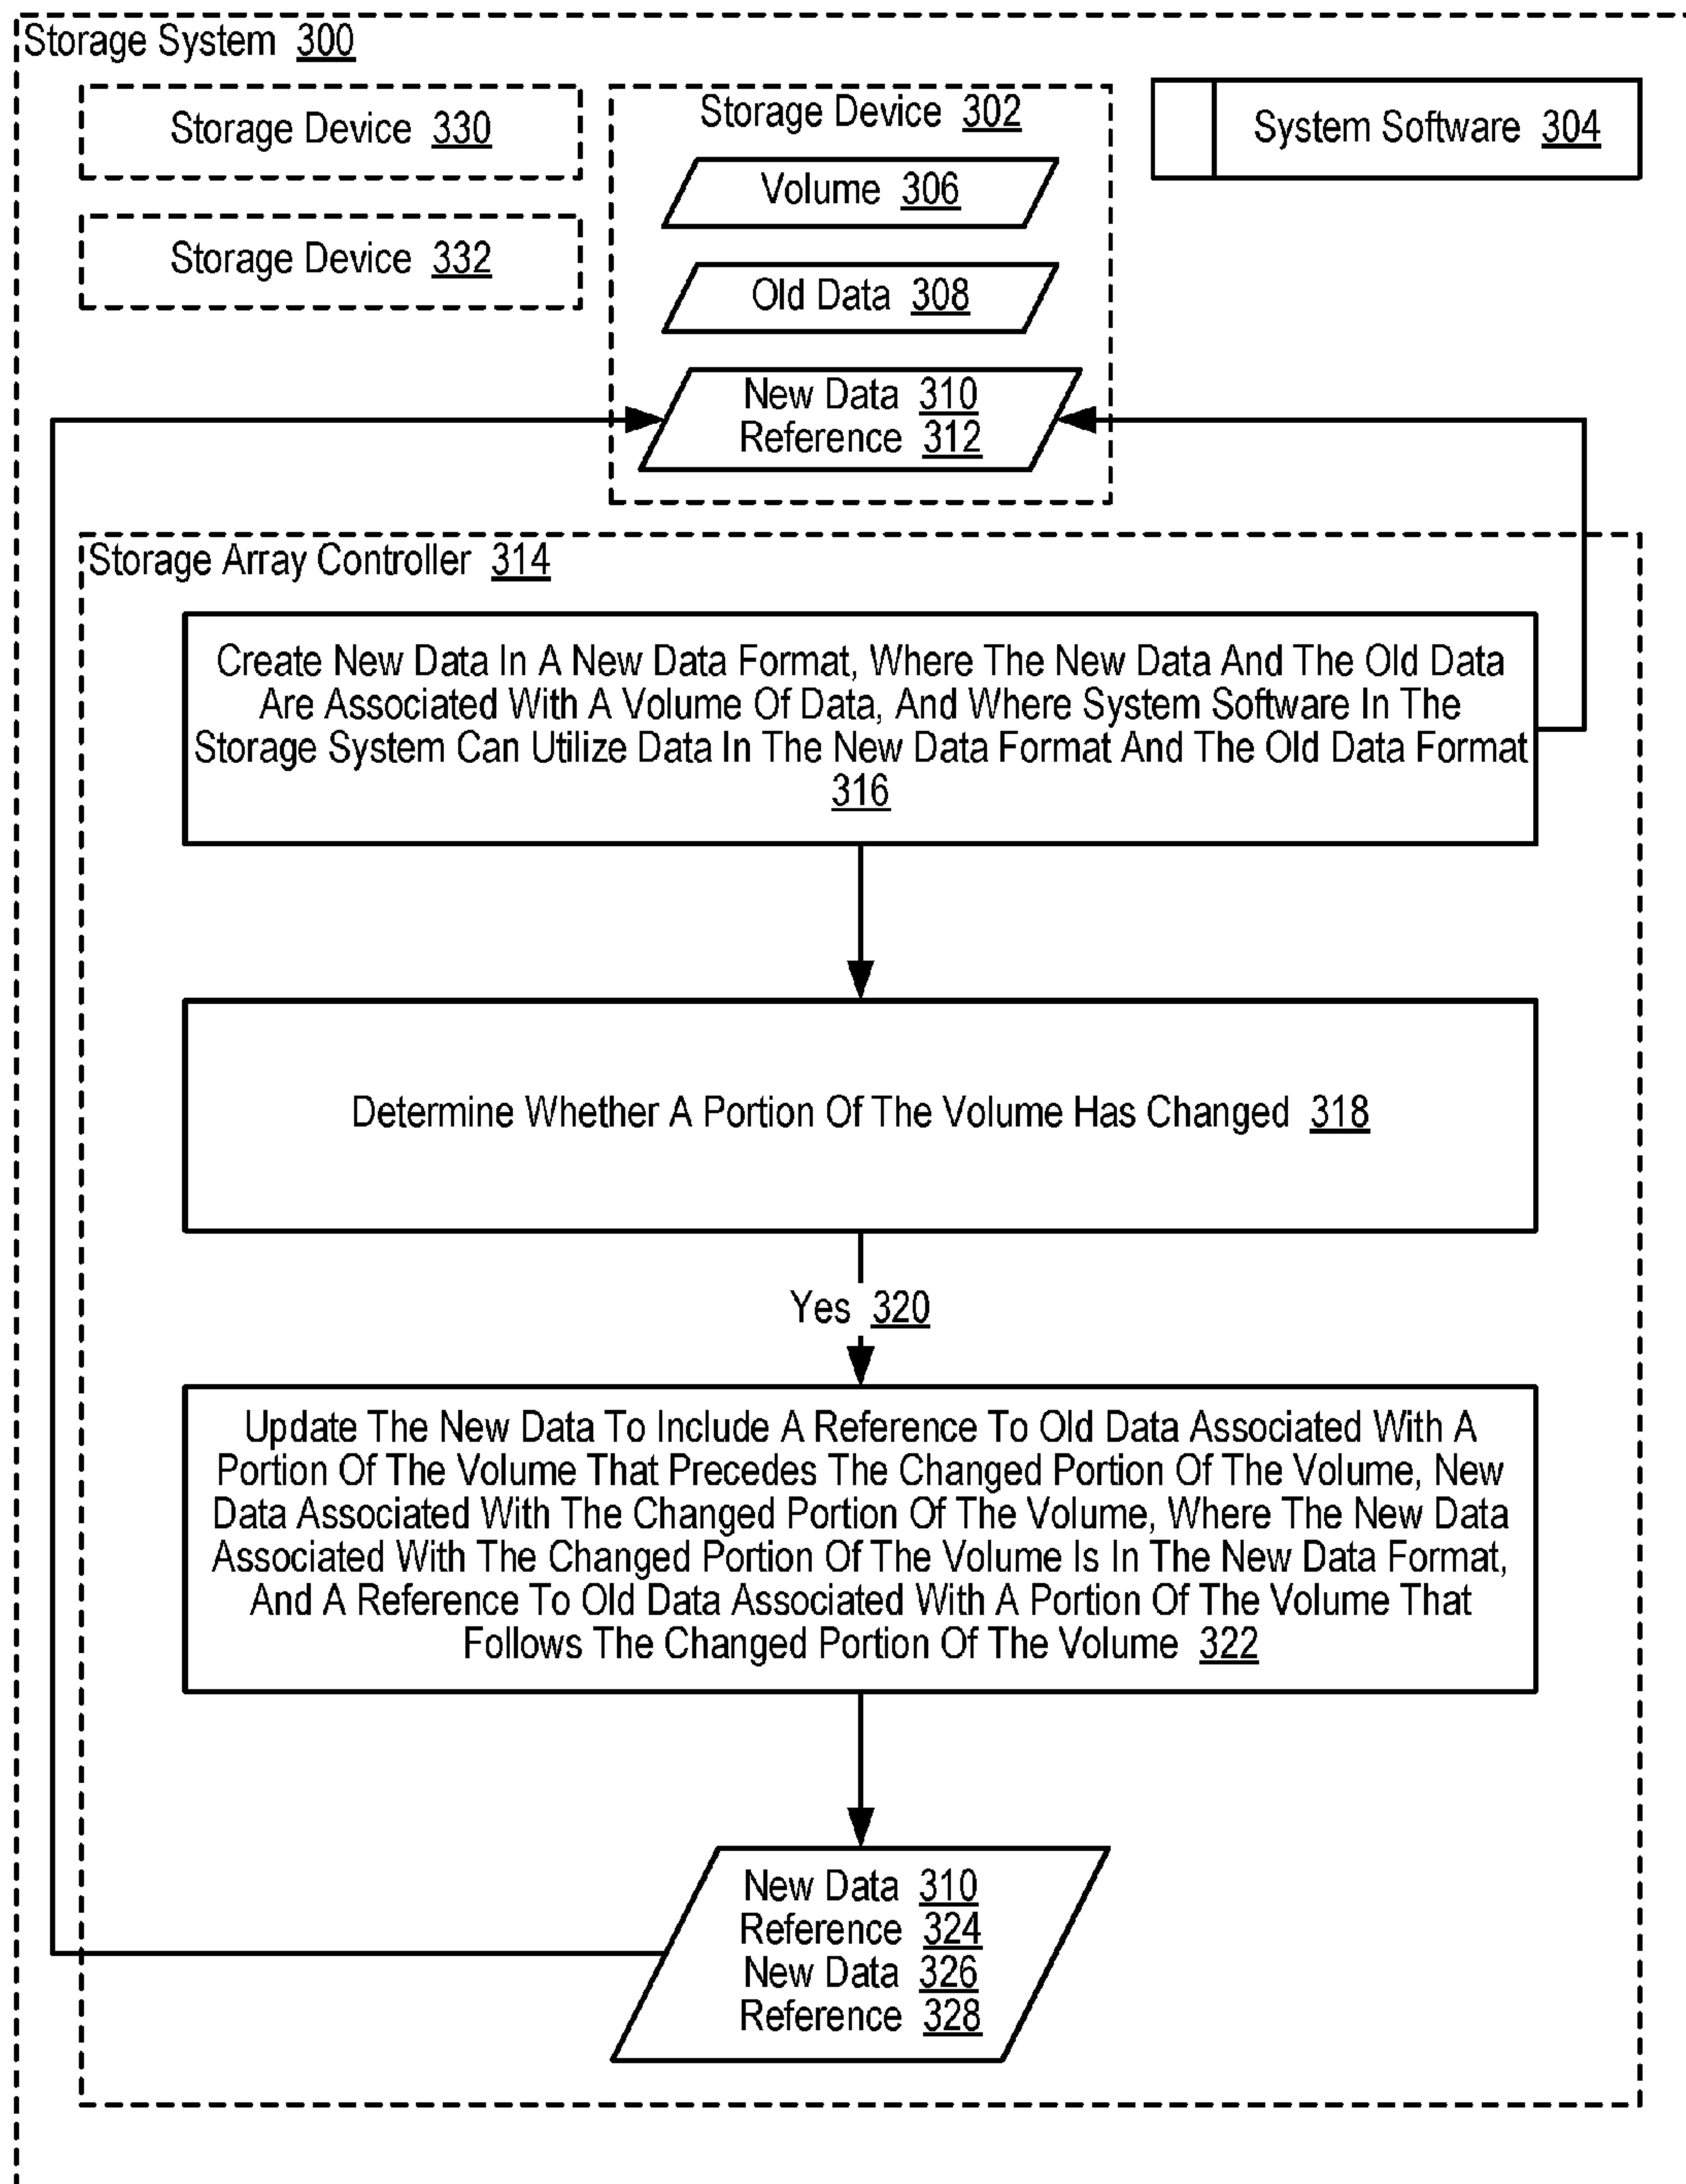 Storage System 300
Storage Device 330
Storage Device 332
Storage Device 302
Volume 306
Old Data 308
New Data 310
Reference 312
System Software 304
Storage Array Controller 314
Create New Data In A New Data Format, Where The New Data And The Old Data
Are Associated With A Volume Of Data, And Where System Software In The
Storage System Can Utilize Data In The New Data Format And The Old Data Format
316
Determine Whether A Portion Of The Volume Has Changed 318
Yes 320
Update The New Data To Include A Reference To Old Data Associated With A
Portion Of The Volume That Precedes The Changed Portion Of The Volume, New
Data Associated With The Changed Portion Of The Volume, Where The New Data
Associated With The Changed Portion Of The Volume Is In The New Data Format,
And A Reference To Old Data Associated With A Portion Of The Volume That
Follows The Changed Portion Of The Volume 322
New Data 310
Reference 324
New Data 326
Reference 328